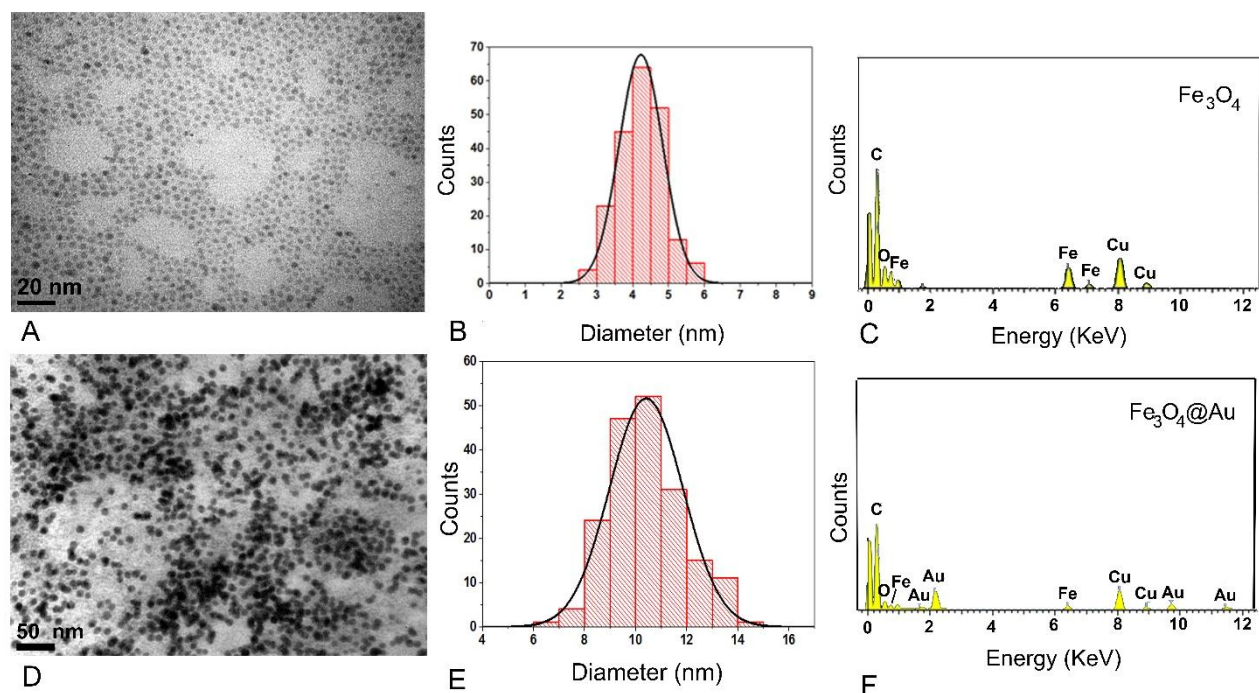 20 nm
A
Counts
70
60
50
40
30
20
10
0
0 1 2 3 4 5 6 7 8 9
Diameter (nm)
B
Fe3O4
C
O Fe
Fe
Fe
Cu
Cu
Counts
0 2 4 6 8 10 12
Energy (KeV)
C
50 nm
D
Counts
60
50
40
30
20
10
0
4 6 8 10 12 14 16
Diameter (nm)
E
Fe3O4@Au
C
O Fe
Au
Au
Fe
Cu
Cu
Au
Au
Counts
0 2 4 6 8 10 12
Energy (KeV)
F